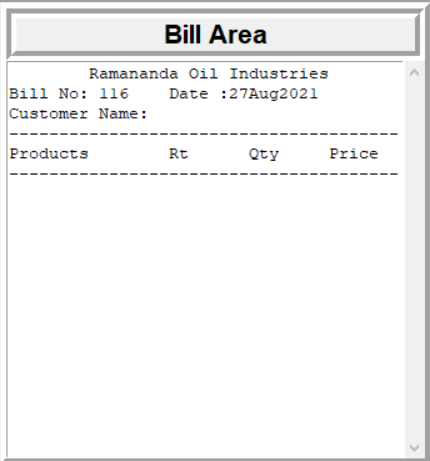 Bill Area
Ramananda Oil Industries
Bill No: 116 Date :27Aug2021
Customer Name:
---------------------------------------
Products Rt Qty Price
---------------------------------------